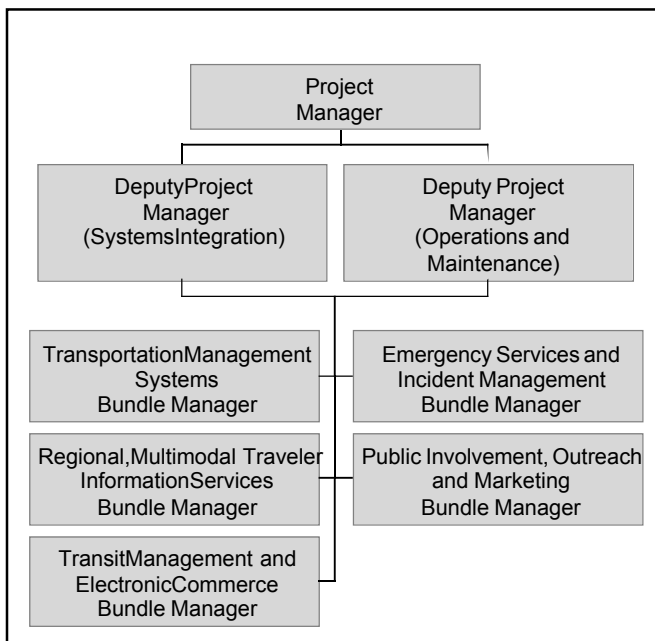 Project
Manager
DeputyProject
Manager
(SystemsIntegration)
Deputy Project
Manager
(Operations and
Maintenance)
TransportationManagement
Systems
Bundle Manager
Emergency Services and
Incident Management
Bundle Manager
Regional,Multimodal Traveler
InformationServices
Bundle Manager
Public Involvement, Outreach
and Marketing
Bundle Manager
TransitManagement and
ElectronicCommerce
Bundle Manager